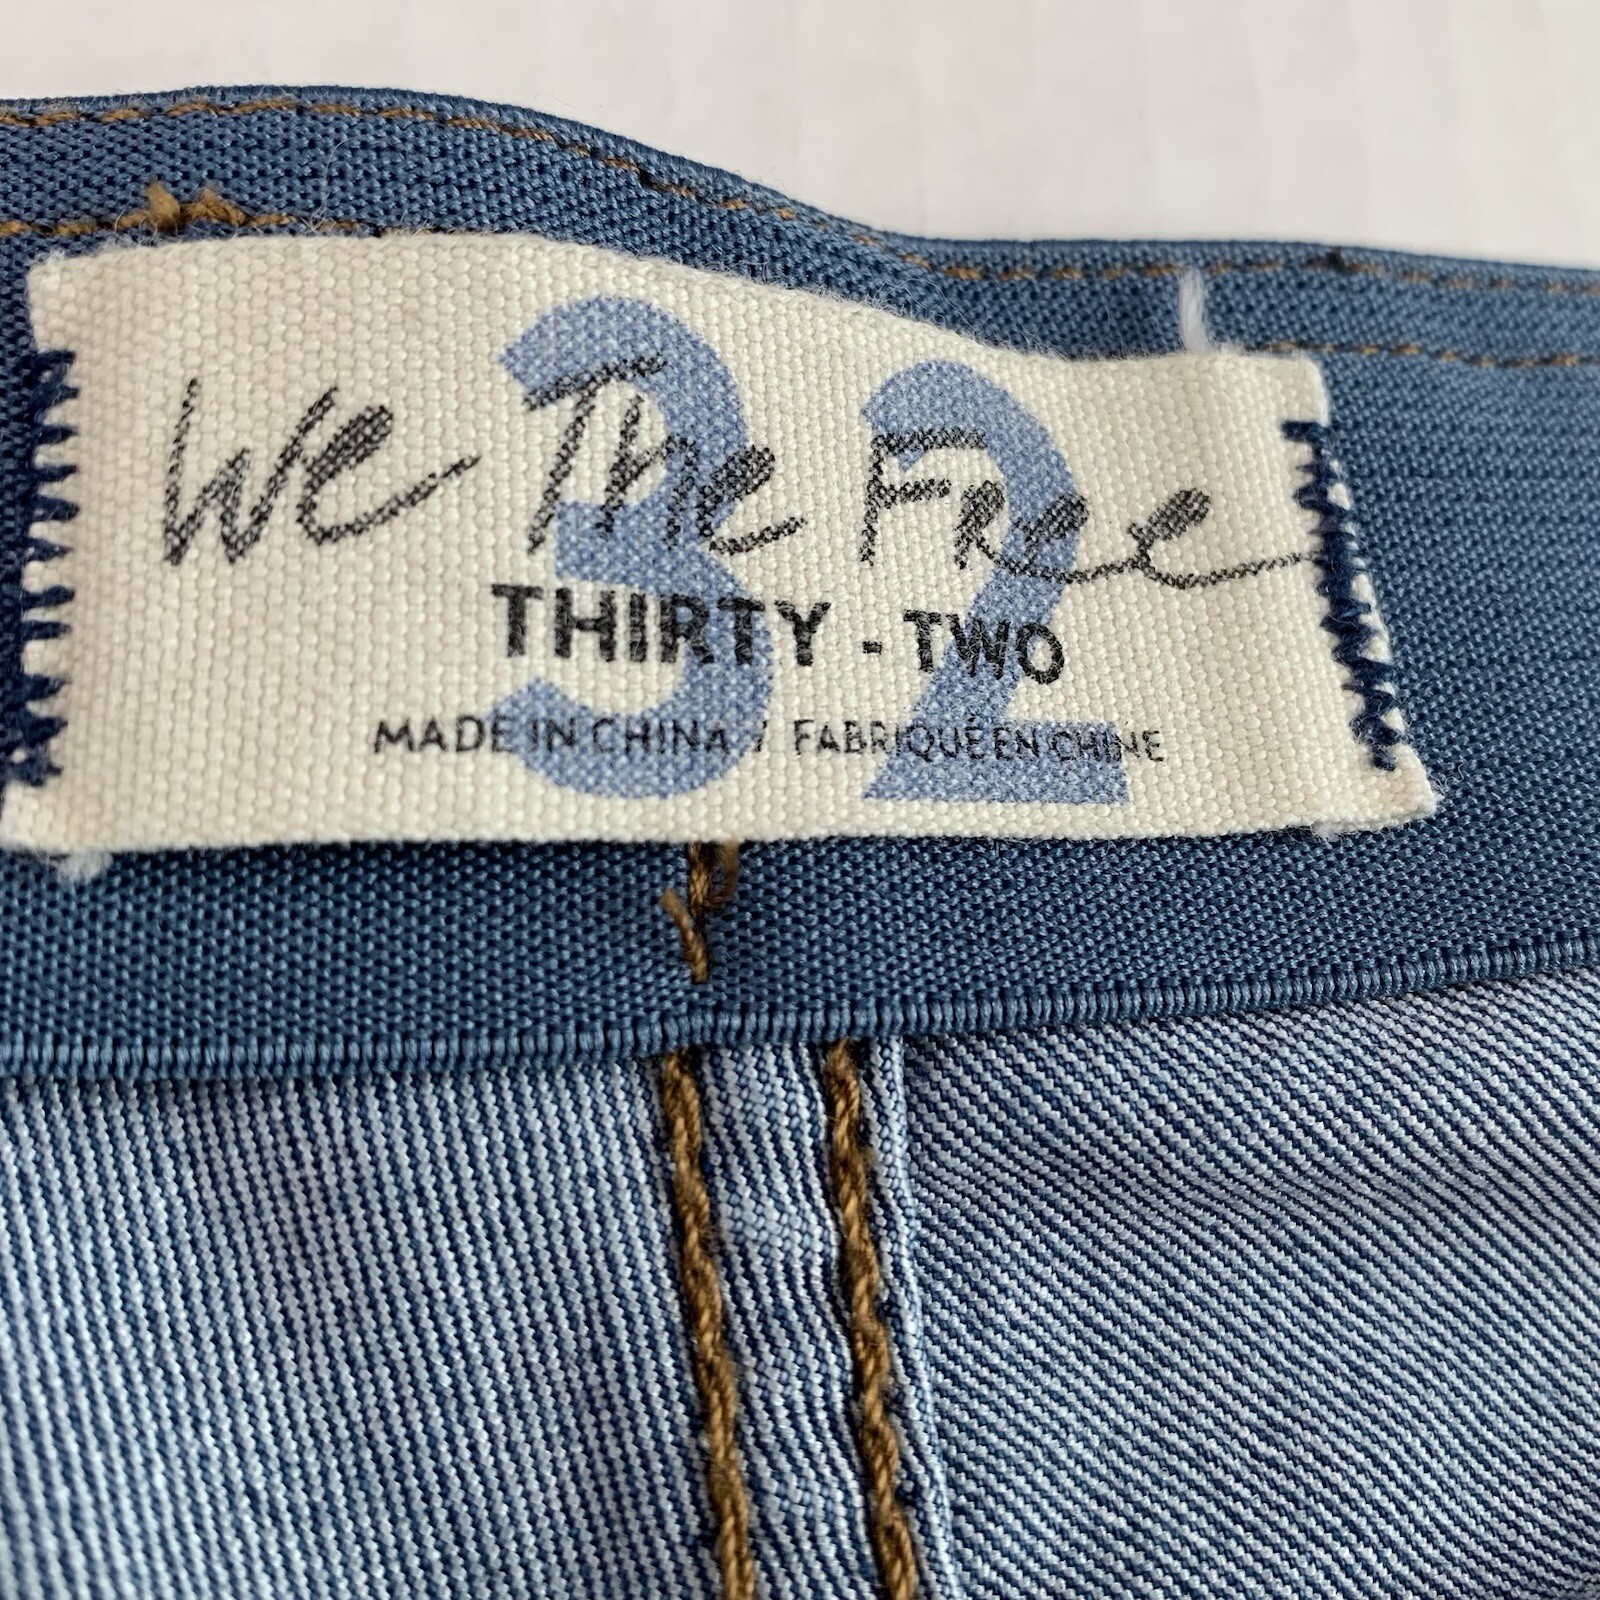 We The Free
32
THIRTY - TWO
MADE IN CHINA / FABRIQUÉ EN CHINE